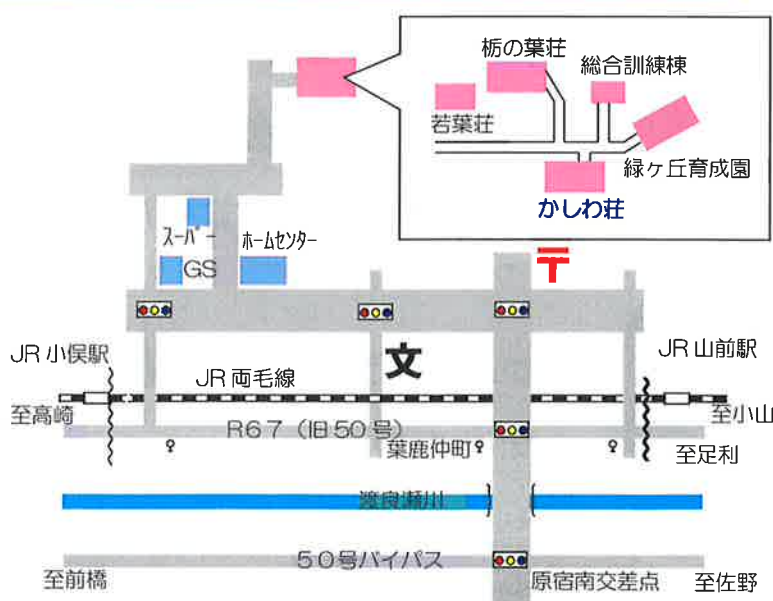 栃の葉荘
総合訓練棟
若葉荘
緑ヶ丘育成園
かしわ荘
スーパー
ホームセンター
GS
〒
文
JR 小俣駅
JR 山前駅
JR 両毛線
至高崎
至小山
R67（旧50号）
葉鹿仲町
至足利
渡良瀬川
50号バイパス
至前橋
原宿南交差点
至佐野